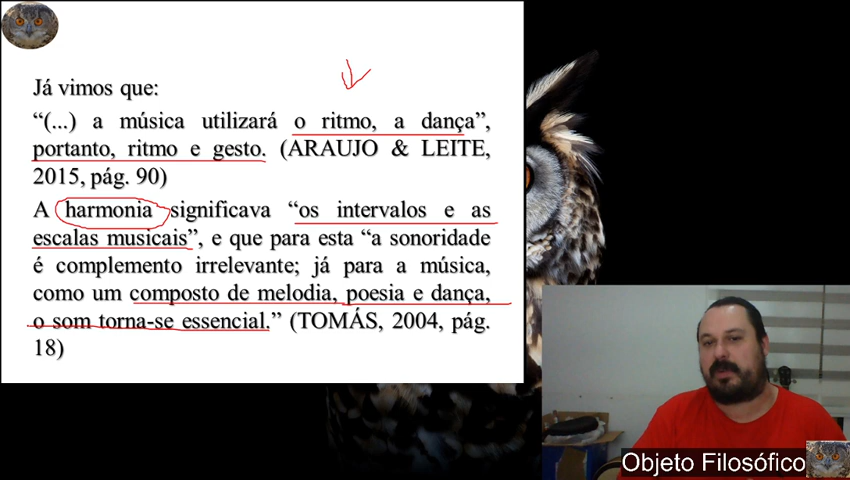 Já vimos que:
“(...) a música utilizará o ritmo, a dança”,
portanto, ritmo e gesto. (ARAUJO & LEITE,
2015, pág. 90)
A harmonia significava “os intervalos e as
escalas musicais”, e que para esta “a sonoridade
é complemento irrelevante; já para a música,
como um composto de melodia, poesia e dança,
o som torna-se essencial.” (TOMÁS, 2004, pág.
18)
Objeto Filosófico